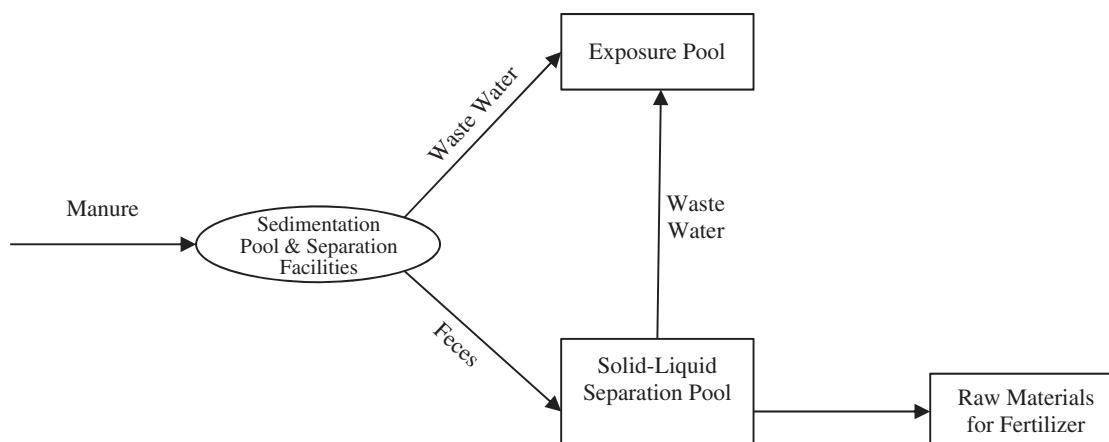 Exposure Pool
Waste Water
Manure
Sedimentation
Pool & Separation
Facilities
Waste
Water
Feces
Solid-Liquid
Separation Pool
Raw Materials
for Fertilizer